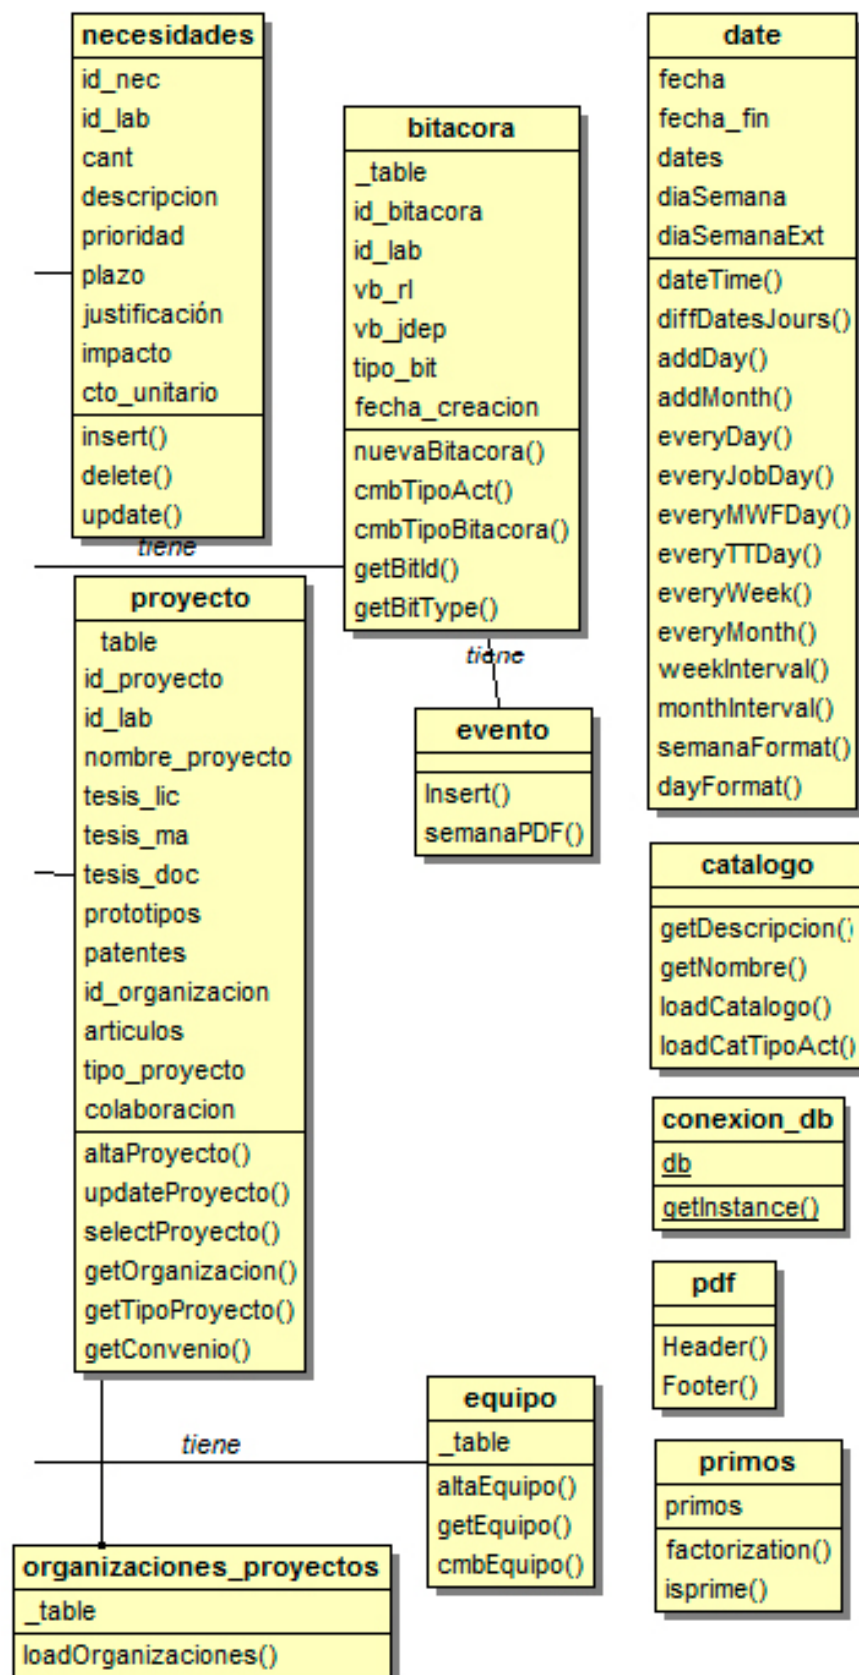 necesidades
id_nec
id_lab
cant
descripcion
prioridad
plazo
justificación
impacto
cto_unitario
insert()
delete()
update()
tiene
bitacora
_table
id_bitacora
id_lab
vb_rl
vb_jdep
tipo_bit
fecha_creacion
nuevaBitacora()
cmbTipoAct()
cmbTipoBitacora()
getBitId()
getBitType()
tiene
evento
Insert()
semanaPDF()
proyecto
_table
id_proyecto
id_lab
nombre_proyecto
tesis_lic
tesis_ma
tesis_doc
prototipos
patentes
id_organizacion
articulos
tipo_proyecto
colaboracion
altaProyecto()
updateProyecto()
selectProyecto()
getOrganizacion()
getTipoProyecto()
getConvenio()
tiene
equipo
_table
altaEquipo()
getEquipo()
cmbEquipo()
organizaciones_proyectos
_table
loadOrganizaciones()
date
fecha
fecha_fin
dates
diaSemana
diaSemanaExt
dateTime()
diffDatesJours()
addDay()
addMonth()
everyDay()
everyJobDay()
everyMWFDay()
everyTTDay()
everyWeek()
everyMonth()
weekInterval()
monthInterval()
semanaFormat()
dayFormat()
catalogo
getDescripcion()
getNombre()
loadCatalogo()
loadCatTipoAct()
conexion_db
db
getInstance()
pdf
Header()
Footer()
primos
primos
factorization()
isprime()